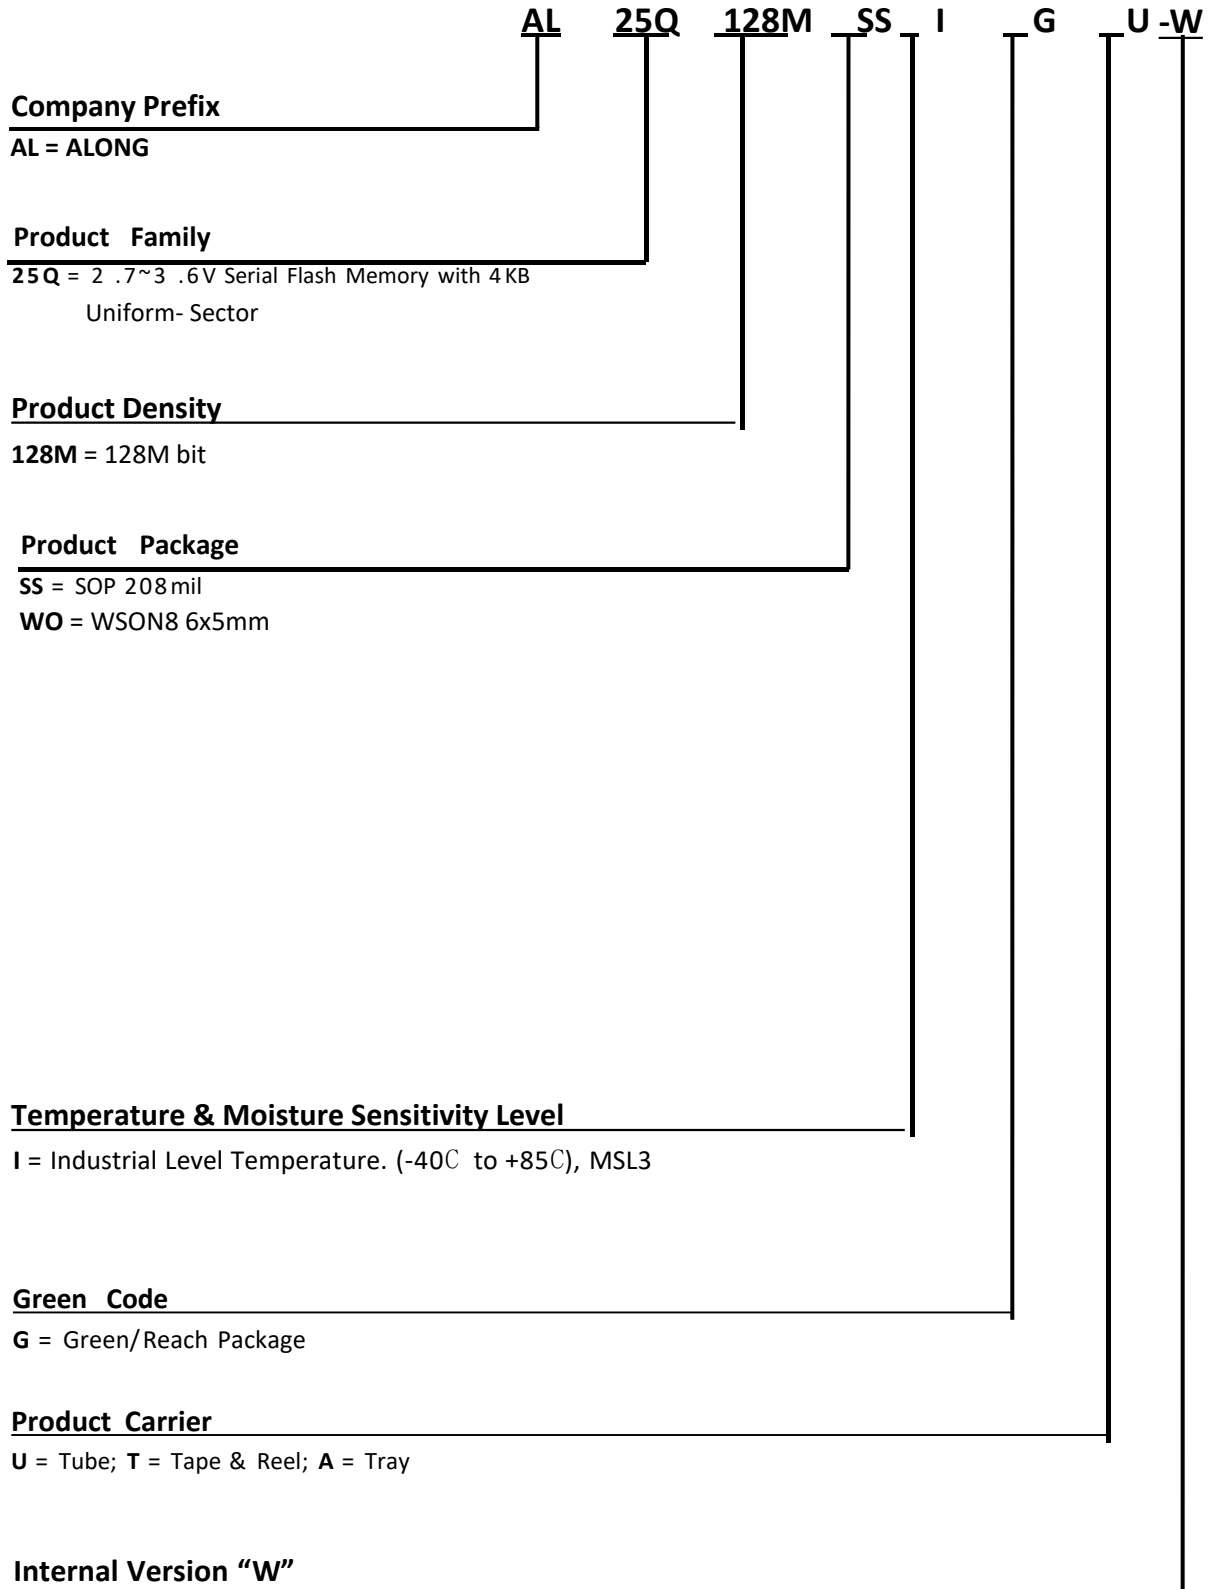 AL 25Q 128M SS I G U -W
Company Prefix
AL = ALONG
Product Family
25Q = 2 .7~3 .6V Serial Flash Memory with 4KB
Uniform- Sector
Product Density
128M = 128M bit
Product Package
SS = SOP 208mil
WO = WSON8 6x5mm
Temperature & Moisture Sensitivity Level
I = Industrial Level Temperature. (-40C to +85C), MSL3
Green Code
G = Green/Reach Package
Product Carrier
U = Tube; T = Tape & Reel; A = Tray
Internal Version “W”